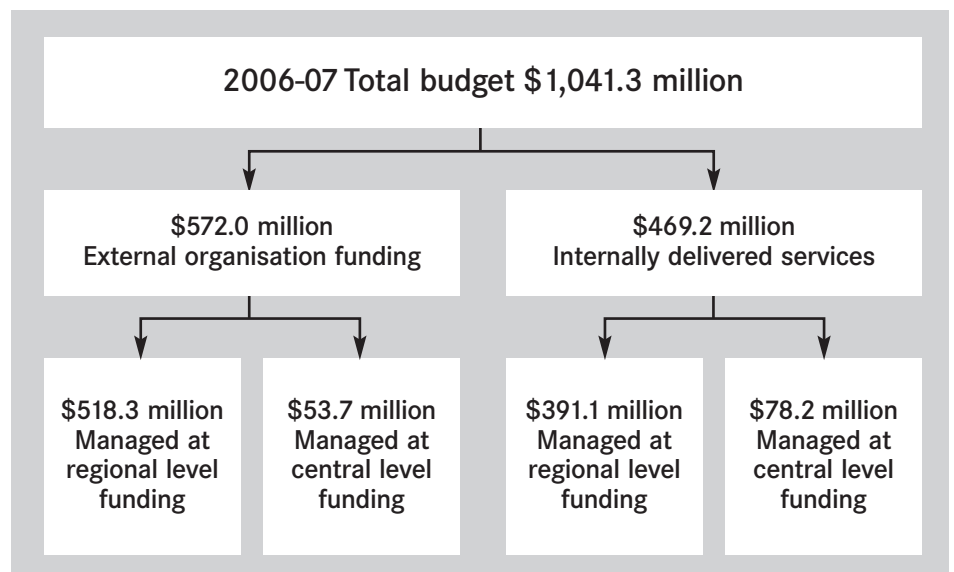 2006-07 Total budget $1,041.3 million
$572.0 million
External organisation funding
$469.2 million
Internally delivered services
$518.3 million
Managed at
regional level
funding
$53.7 million
Managed at
central level
funding
$391.1 million
Managed at
regional level
funding
$78.2 million
Managed at
central level
funding